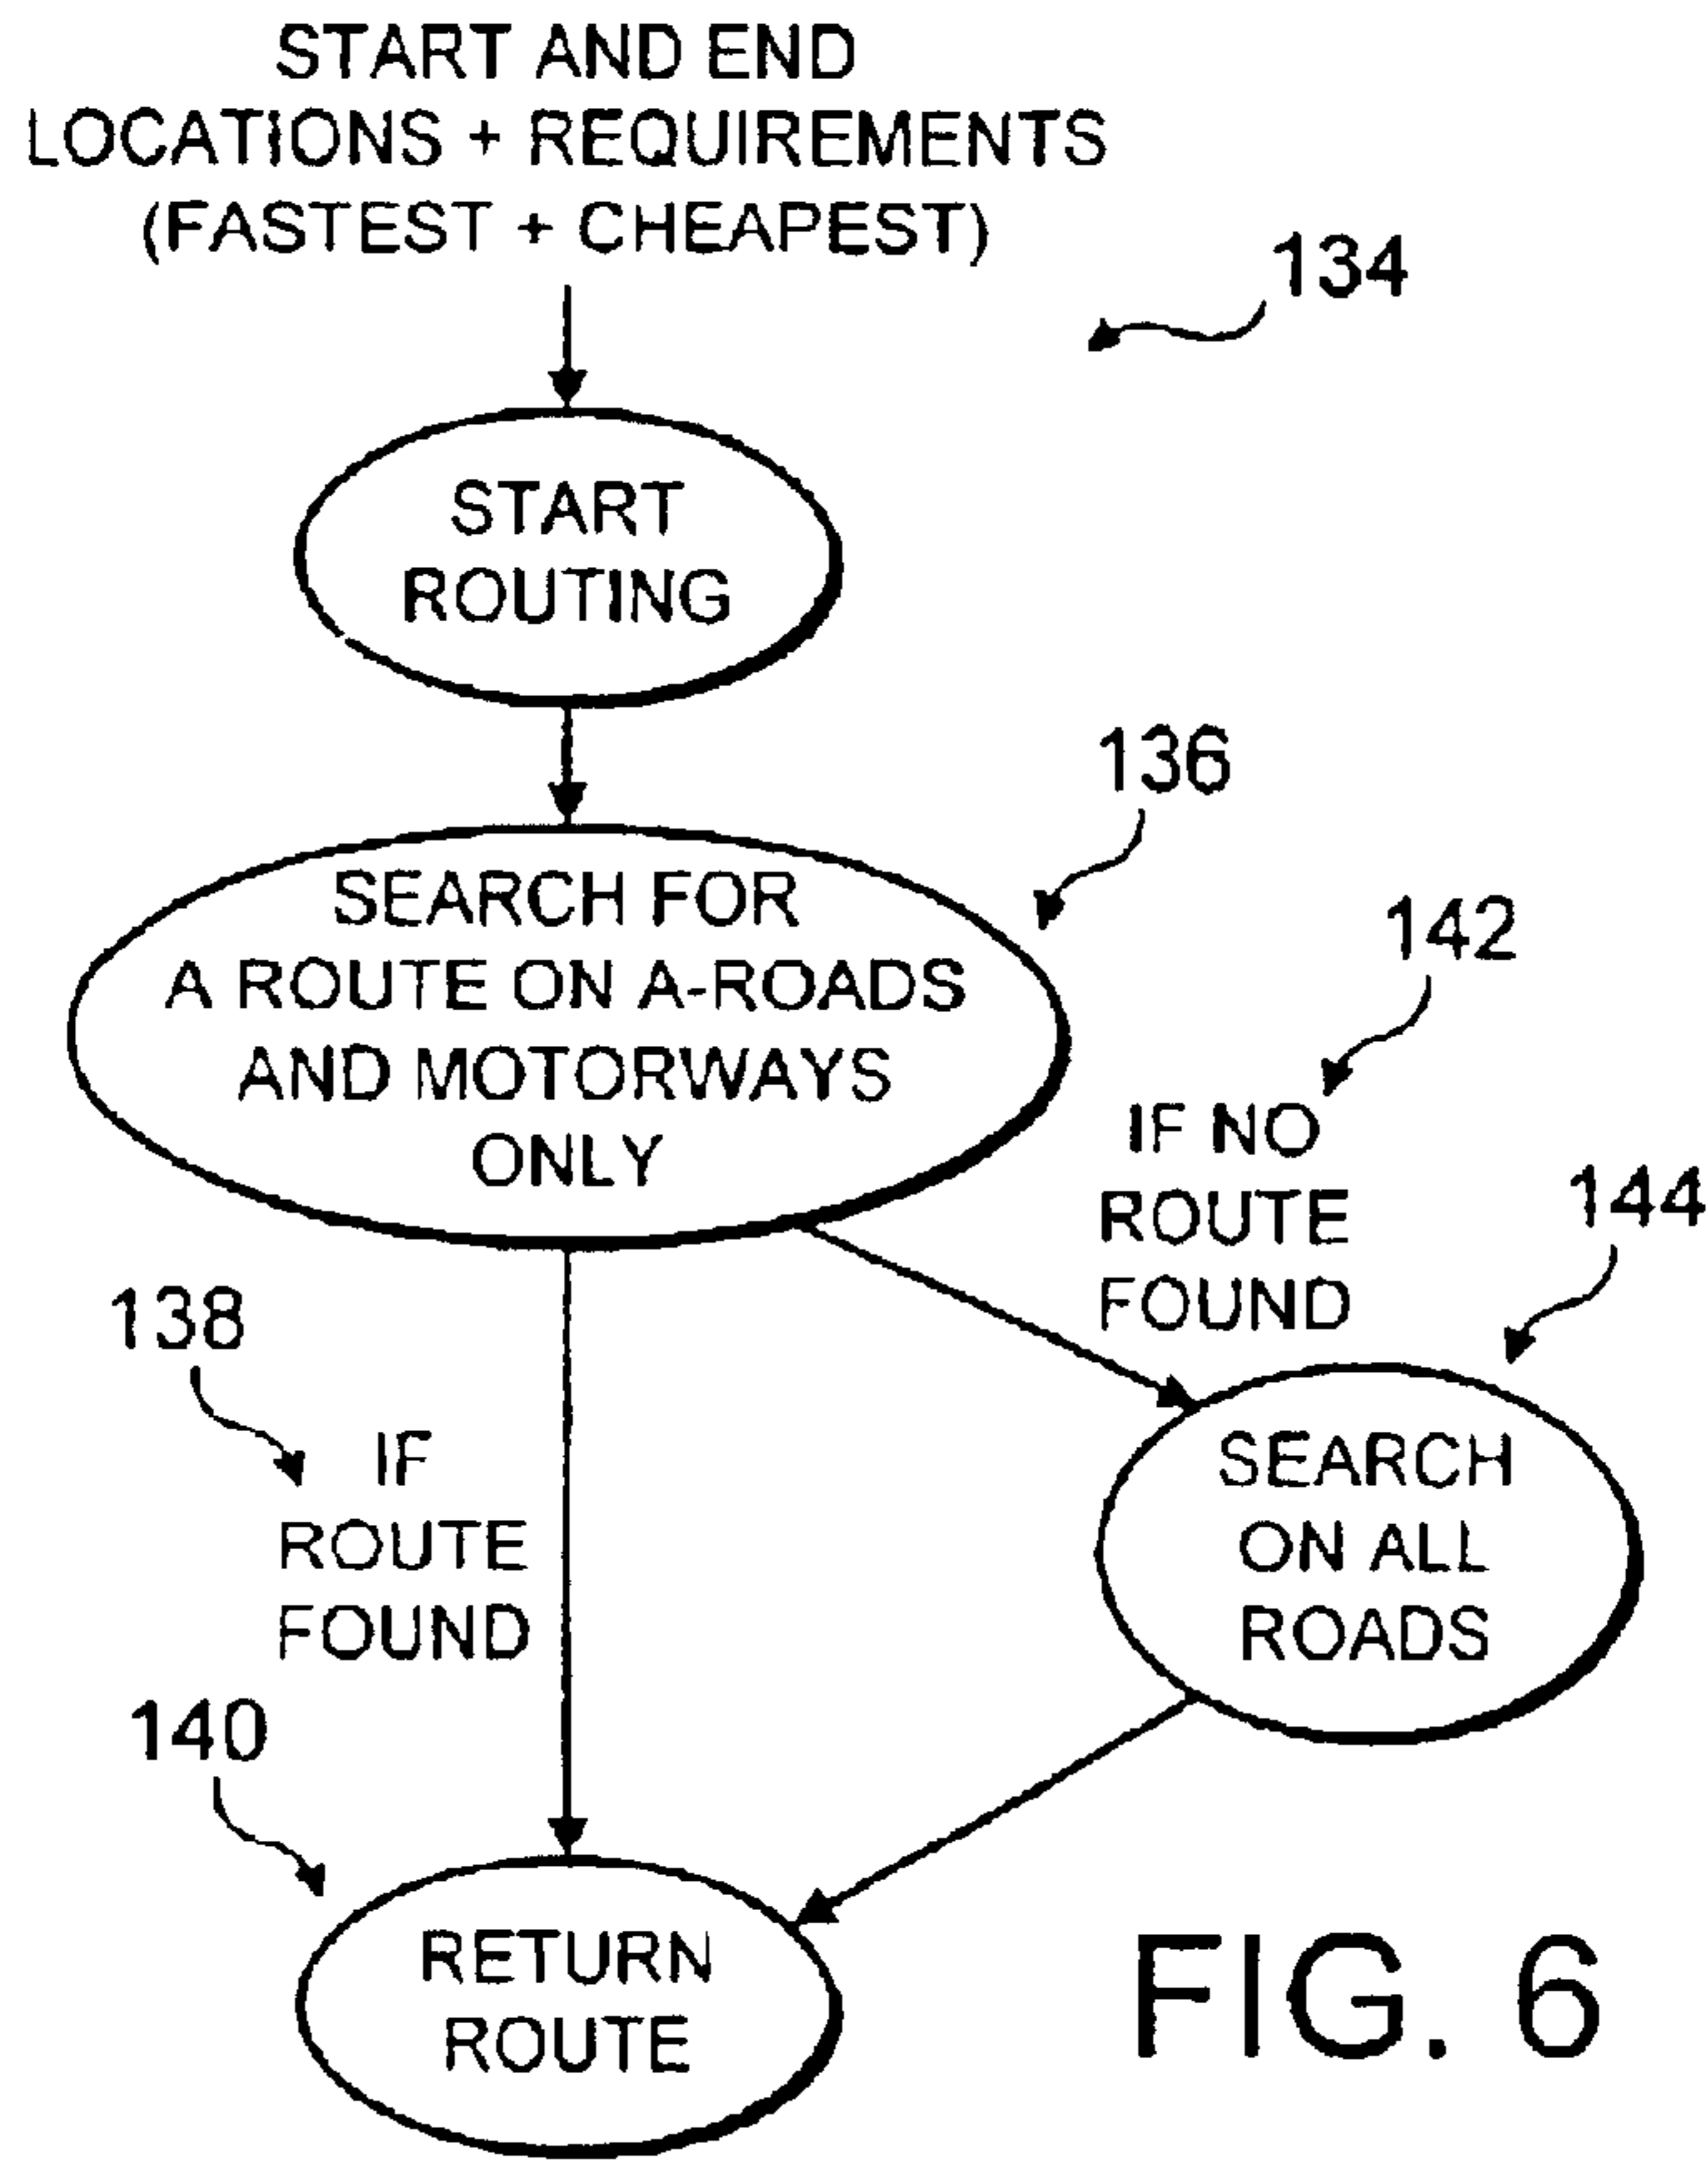 START AND END
LOCATIONS + REQUIREMENTS
(FASTEST + CHEAPEST)
134
START
ROUTING
136
SEARCH FOR
A ROUTE ON A-ROADS
AND MOTORWAYS
ONLY
142
IF NO
ROUTE
FOUND
144
138
IF
ROUTE
FOUND
SEARCH
ON ALL
ROADS
140
RETURN
ROUTE
FIG. 6